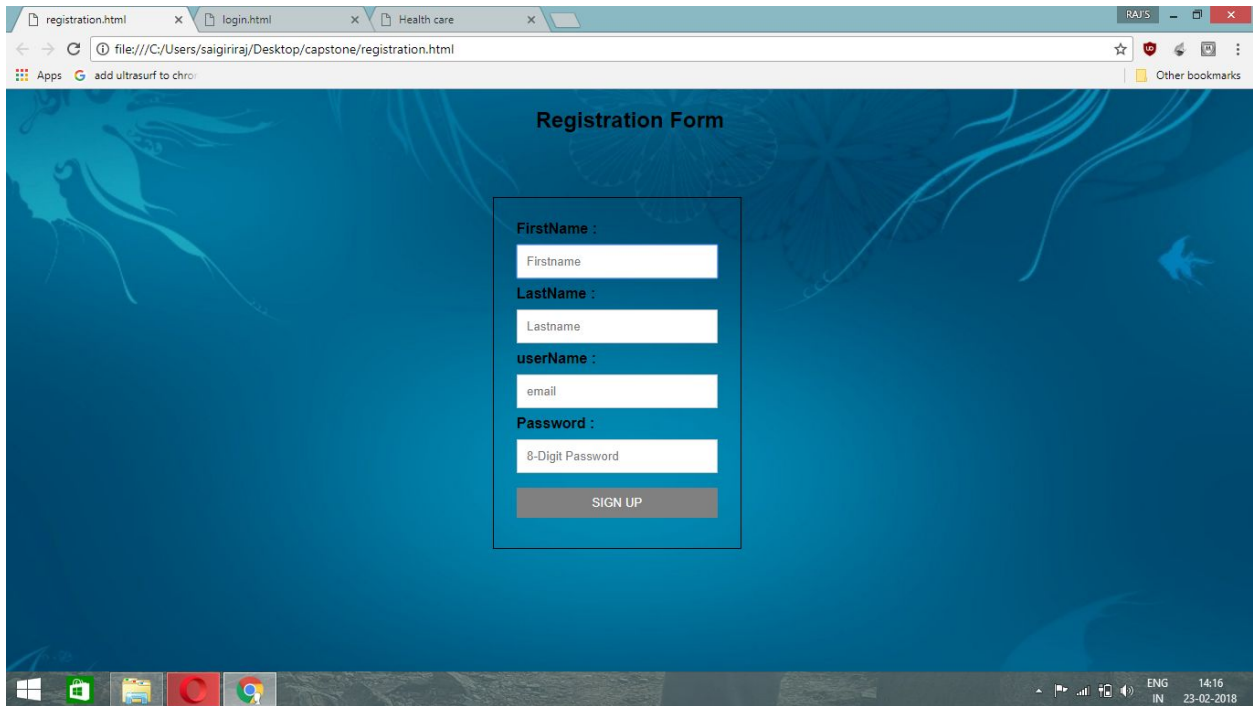 registration.html login.html Health care RAJ'S
file:///C:/Users/saigiriraj/Desktop/capstone/registration.html
Apps G add ultrasurf to chro Other bookmarks
Registration Form
FirstName :
Firstname
LastName :
Lastname
userName :
email
Password :
8-Digit Password
SIGN UP
ENG 14:16
IN 23-02-2018